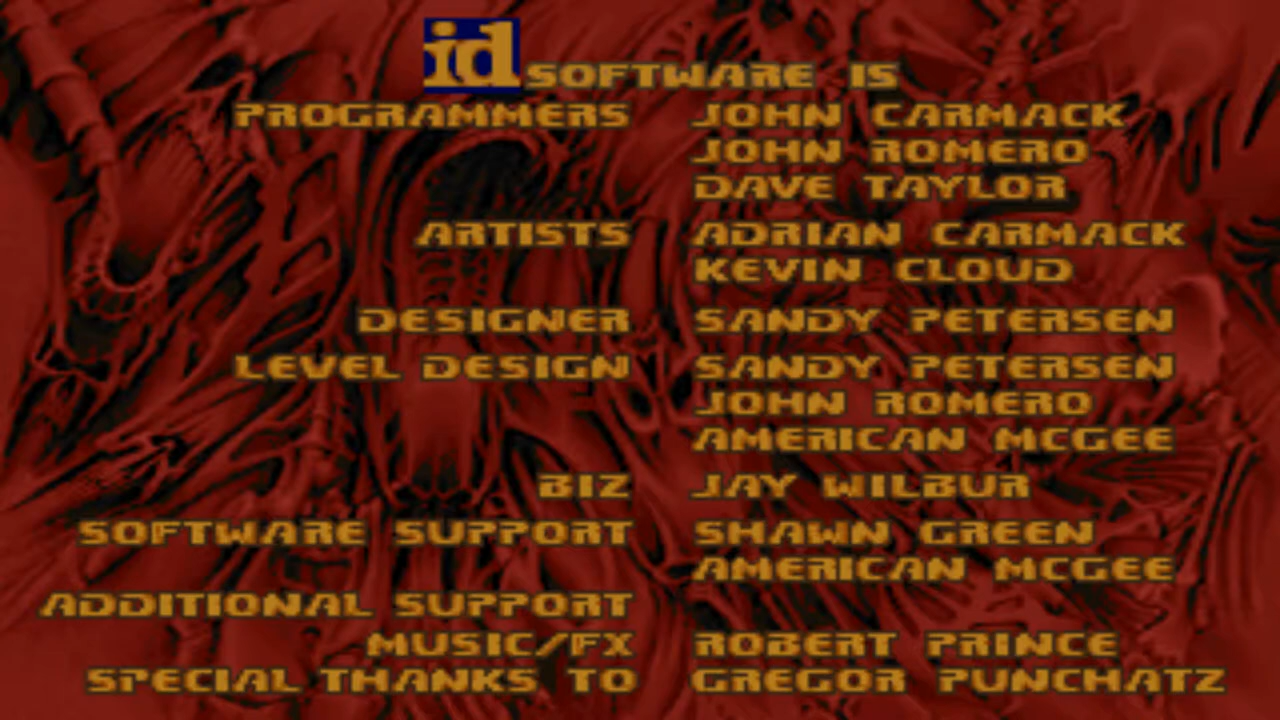 id SOFTWARE IS
PROGRAMMERS JOHN CARMACK
JOHN ROMERO
DAVE TAYLOR
ARTISTS ADRIAN CARMACK
KEVIN CLOUD
DESIGNER SANDY PETERSEN
LEVEL DESIGN SANDY PETERSEN
JOHN ROMERO
AMERICAN MCGEE
BIZ JAY WILBUR
SOFTWARE SUPPORT SHAWN GREEN
AMERICAN MCGEE
ADDITIONAL SUPPORT
MUSIC/FX ROBERT PRINCE
SPECIAL THANKS TO GREGOR PUNCHATZ